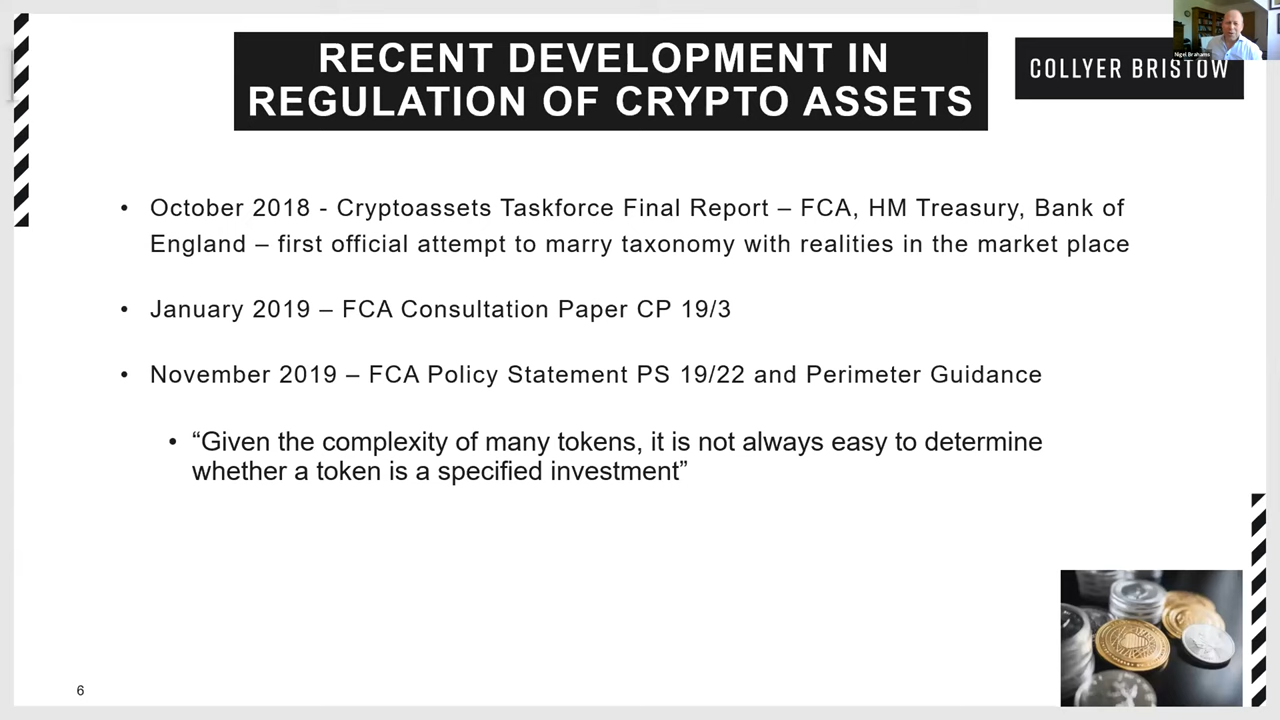 RECENT DEVELOPMENT IN
REGULATION OF CRYPTO ASSETS
COLLYER BRISTOW
Nigel Brahams
• October 2018 - Cryptoassets Taskforce Final Report – FCA, HM Treasury, Bank of
England – first official attempt to marry taxonomy with realities in the market place
• January 2019 – FCA Consultation Paper CP 19/3
• November 2019 – FCA Policy Statement PS 19/22 and Perimeter Guidance
• “Given the complexity of many tokens, it is not always easy to determine
whether a token is a specified investment”
6